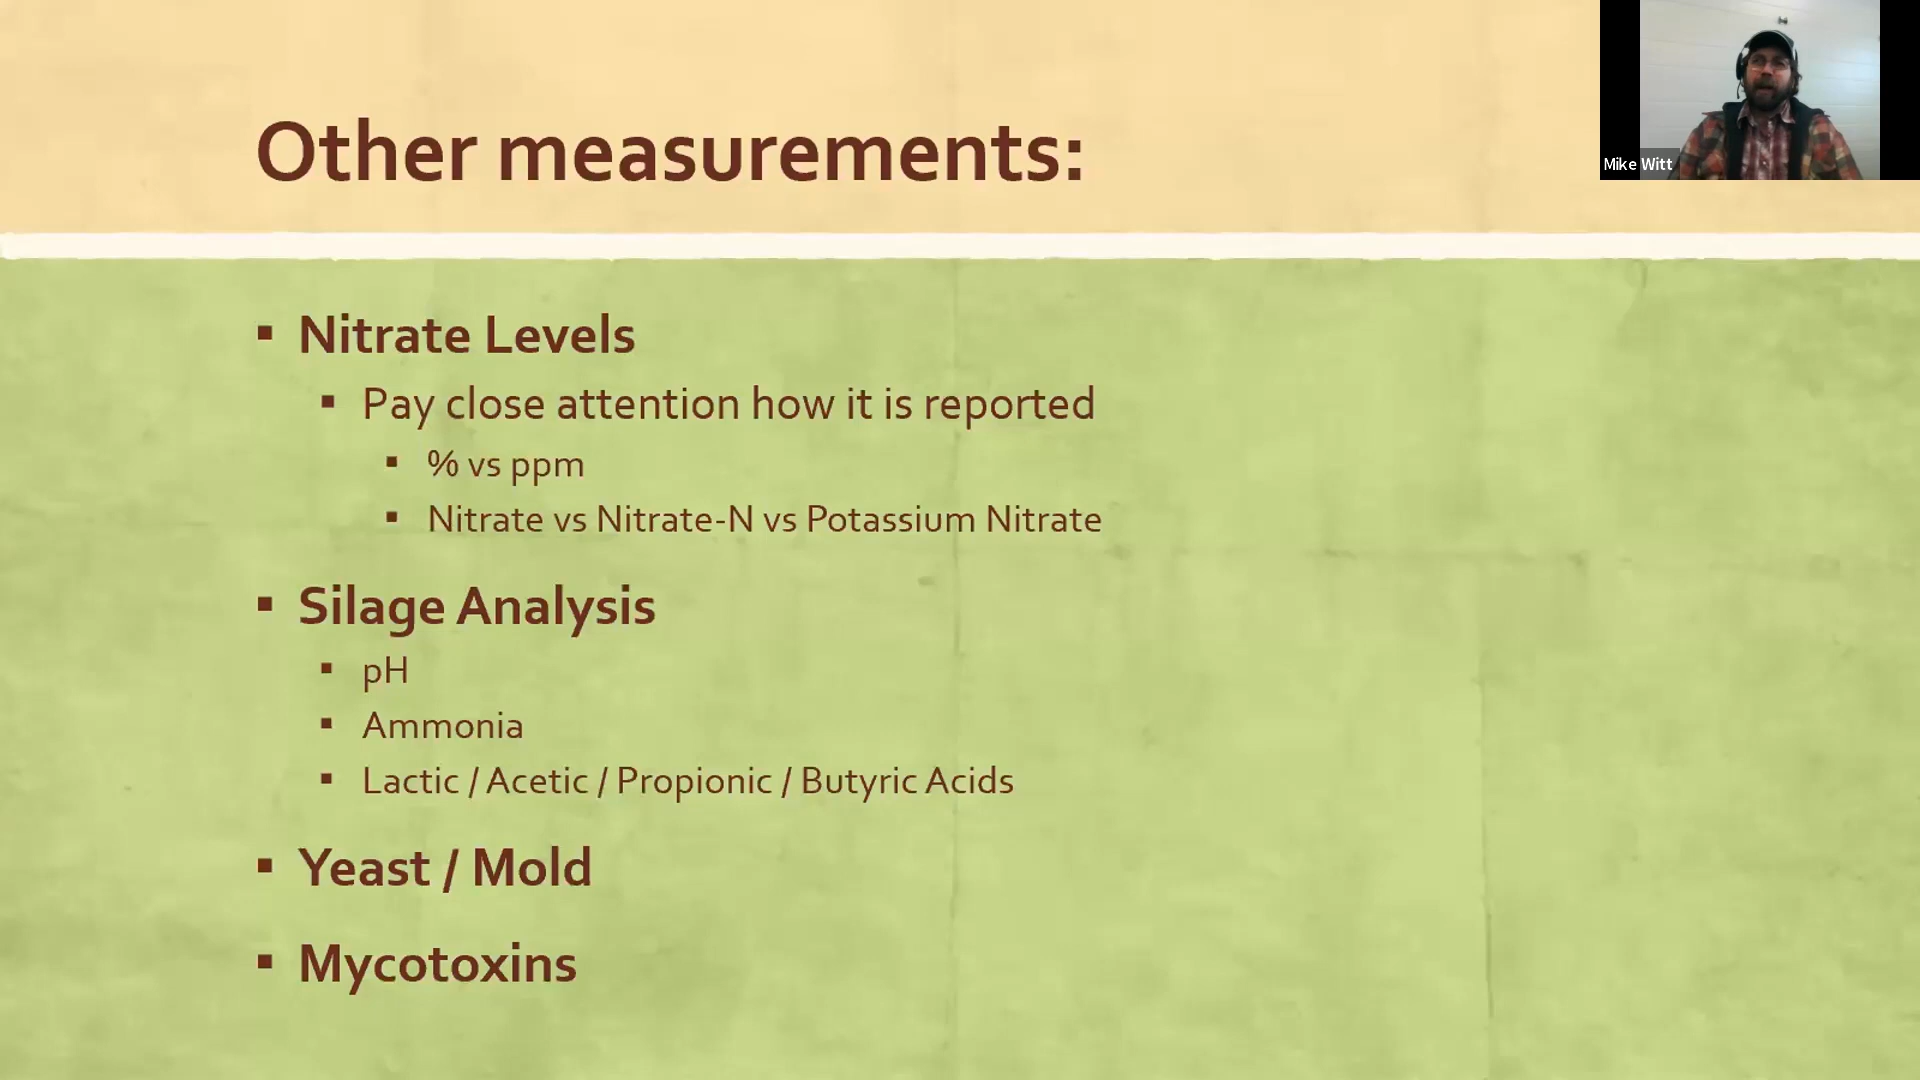 Other measurements:
Mike Witt
Nitrate Levels
Pay close attention how it is reported
% vs ppm
Nitrate vs Nitrate-N vs Potassium Nitrate
Silage Analysis
pH
Ammonia
Lactic / Acetic / Propionic / Butyric Acids
Yeast / Mold
Mycotoxins